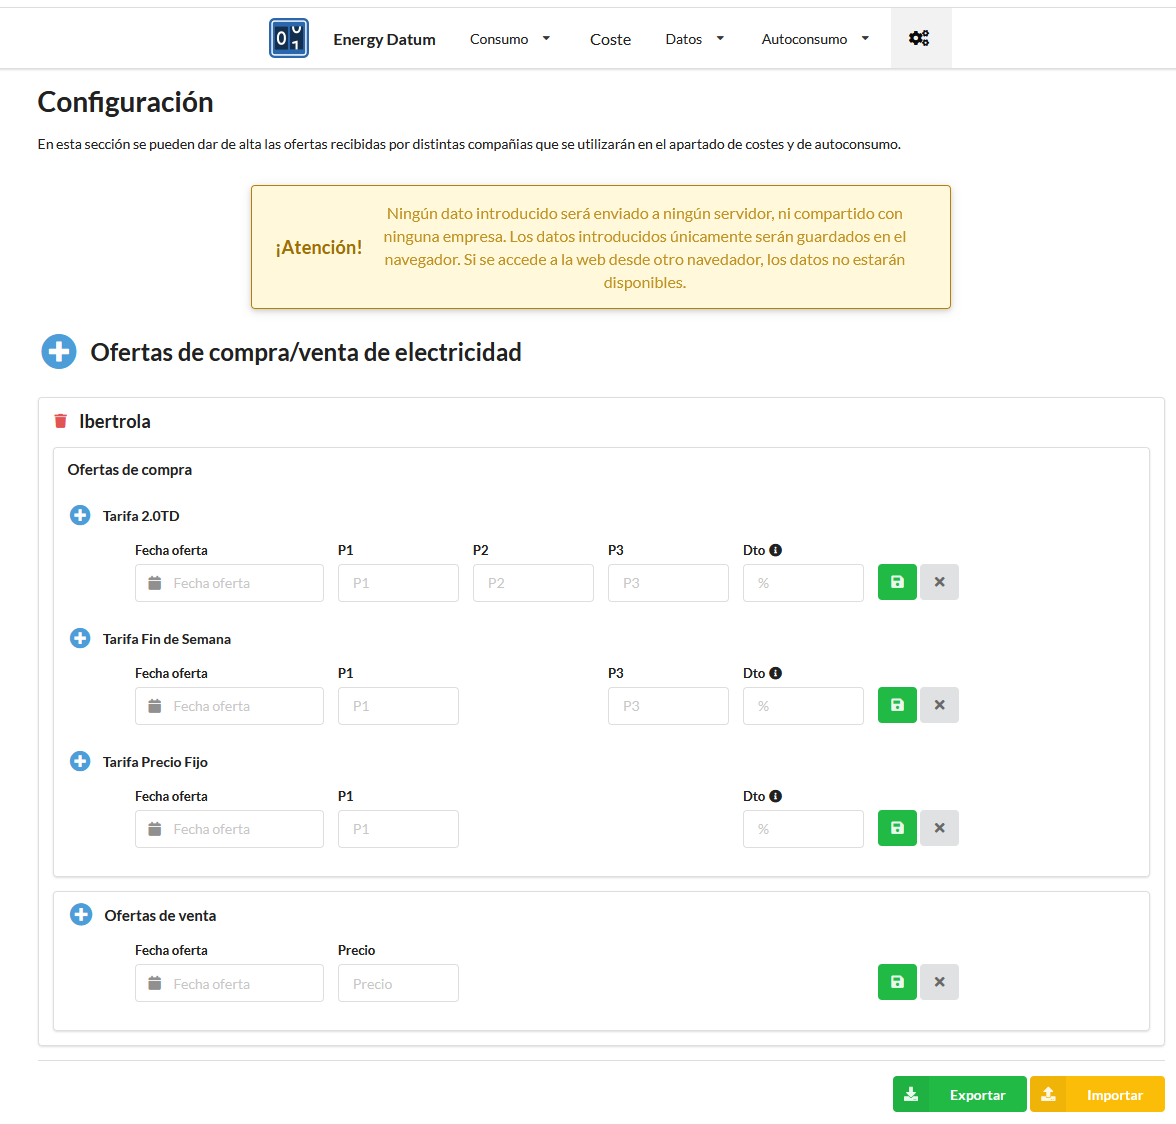 Energy Datum Consumo Coste Datos Autoconsumo
Configuración
En esta sección se pueden dar de alta las ofertas recibidas por distintas compañias que se utilizarán en el apartado de costes y de autoconsumo.
¡Atención!
Ningún dato introducido será enviado a ningún servidor, ni compartido con
ninguna empresa. Los datos introducidos únicamente serán guardados en el
navegador. Si se accede a la web desde otro navedador, los datos no estarán
disponibles.
Ofertas de compra/venta de electricidad
Ibertrola
Ofertas de compra
Tarifa 2.0TD
Fecha oferta P1 P2 P3 Dto
Fecha oferta P1 P2 P3 %
Tarifa Fin de Semana
Fecha oferta P1 P3 Dto
Fecha oferta P1 P3 %
Tarifa Precio Fijo
Fecha oferta P1 Dto
Fecha oferta P1 %
Ofertas de venta
Fecha oferta Precio
Fecha oferta Precio
Exportar Importar